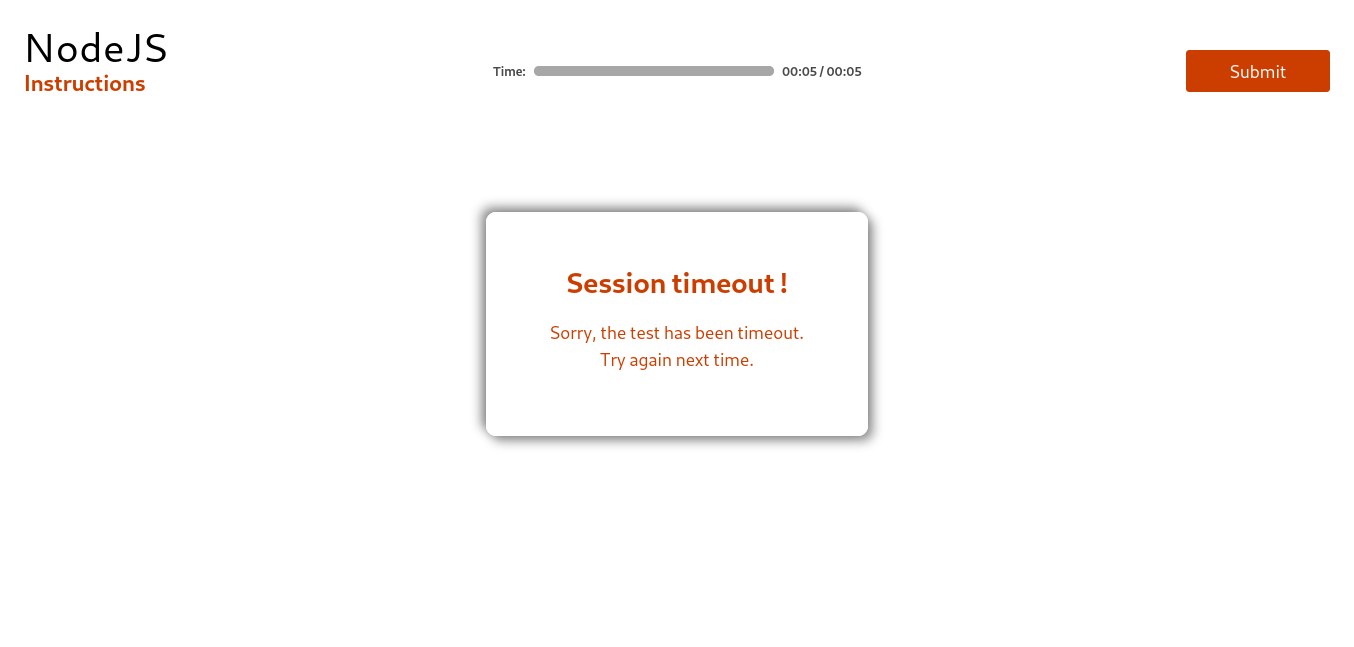 NodeJS
Instructions
Time: 00:05 / 00:05
Submit
Session timeout !
Sorry, the test has been timeout.
Try again next time.